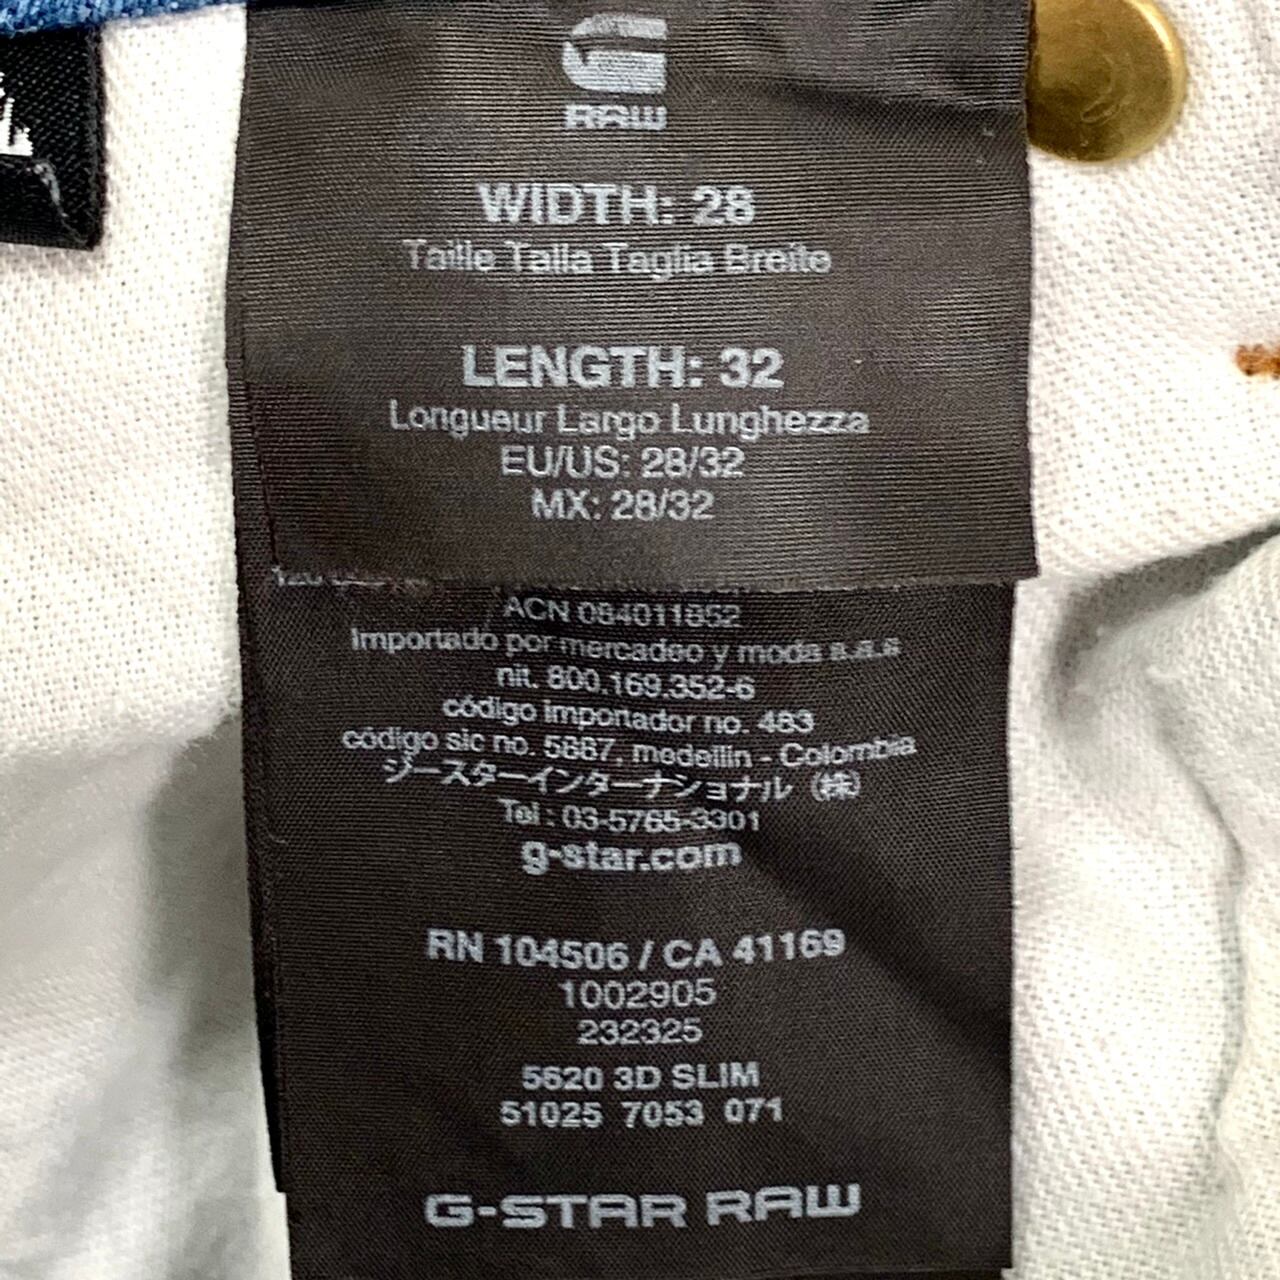 RAW
WIDTH: 28
Taille Talla Taglia Breite
LENGTH: 32
Longueur Largo Lunghezza
EU/US: 28/32
MX: 28/32
ACN 084011852
Importado por mercadeo y moda s.a.s
nit. 800.169.352-6
código importador no. 483
código sic no. 5887, medellin - Colombia
ジースターインターナショナル（株）
Tel : 03-5765-3301
g-star.com
RN 104506 / CA 41169
1002905
232325
5620 3D SLIM
51025 7053 071
G-STAR RAW